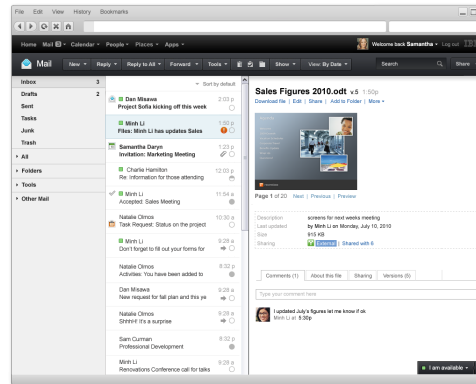 File Edit View History Bookmarks
Home Mail Calendar People Places Apps
Welcome back Samantha Log out IBM
Mail New Reply Reply to All Forward Tools Show View: By Date Search Share
Inbox 3
Drafts 2
Sent
Tasks
Junk
Trash
All
Folders
Tools
Other Mail
Sort by default
Dan Misawa 2:03 p
Project Sofia kicking off this week
Minh Li 1:50 p
Files: Minh Li has updates Sales
Samantha Daryn 1:23 p
Invitation: Marketing Meeting
Charlie Hamilton 12:03 p
Re: Information for those attending
Minh Li 11:54 a
Accepted: Sales Meeting
Natalie Olmos 10:30 a
Task Request: Status on the project
Minh Li 9:28 a
Don't forget to fill out your forms for
Natalie Olmos 8:32 p
Activities: You have been added to
Dan Misawa 9:28 a
New request for fall plan and this ye
Natalie Olmos 9:28 a
Shhhh! It's a surprise
Sam Curman 8:32 p
Professional Development
Minh Li 9:28 a
Renovations Conference call for talks
Sales Figures 2010.odt v.5 1:50p
Download file | Edit | Share | Add to Folder | More
Page 1 of 20 Next | Previous | Preview
Description screens for next weeks meeting
Last updated by Minh Li on Monday, July 10, 2010
Size 915 KB
Sharing External | Shared with 6
Comments (1) About this file Sharing Versions (5)
Type your comment here
I updated July's figures let me know if ok
Minh Li at 5:30p
I am available